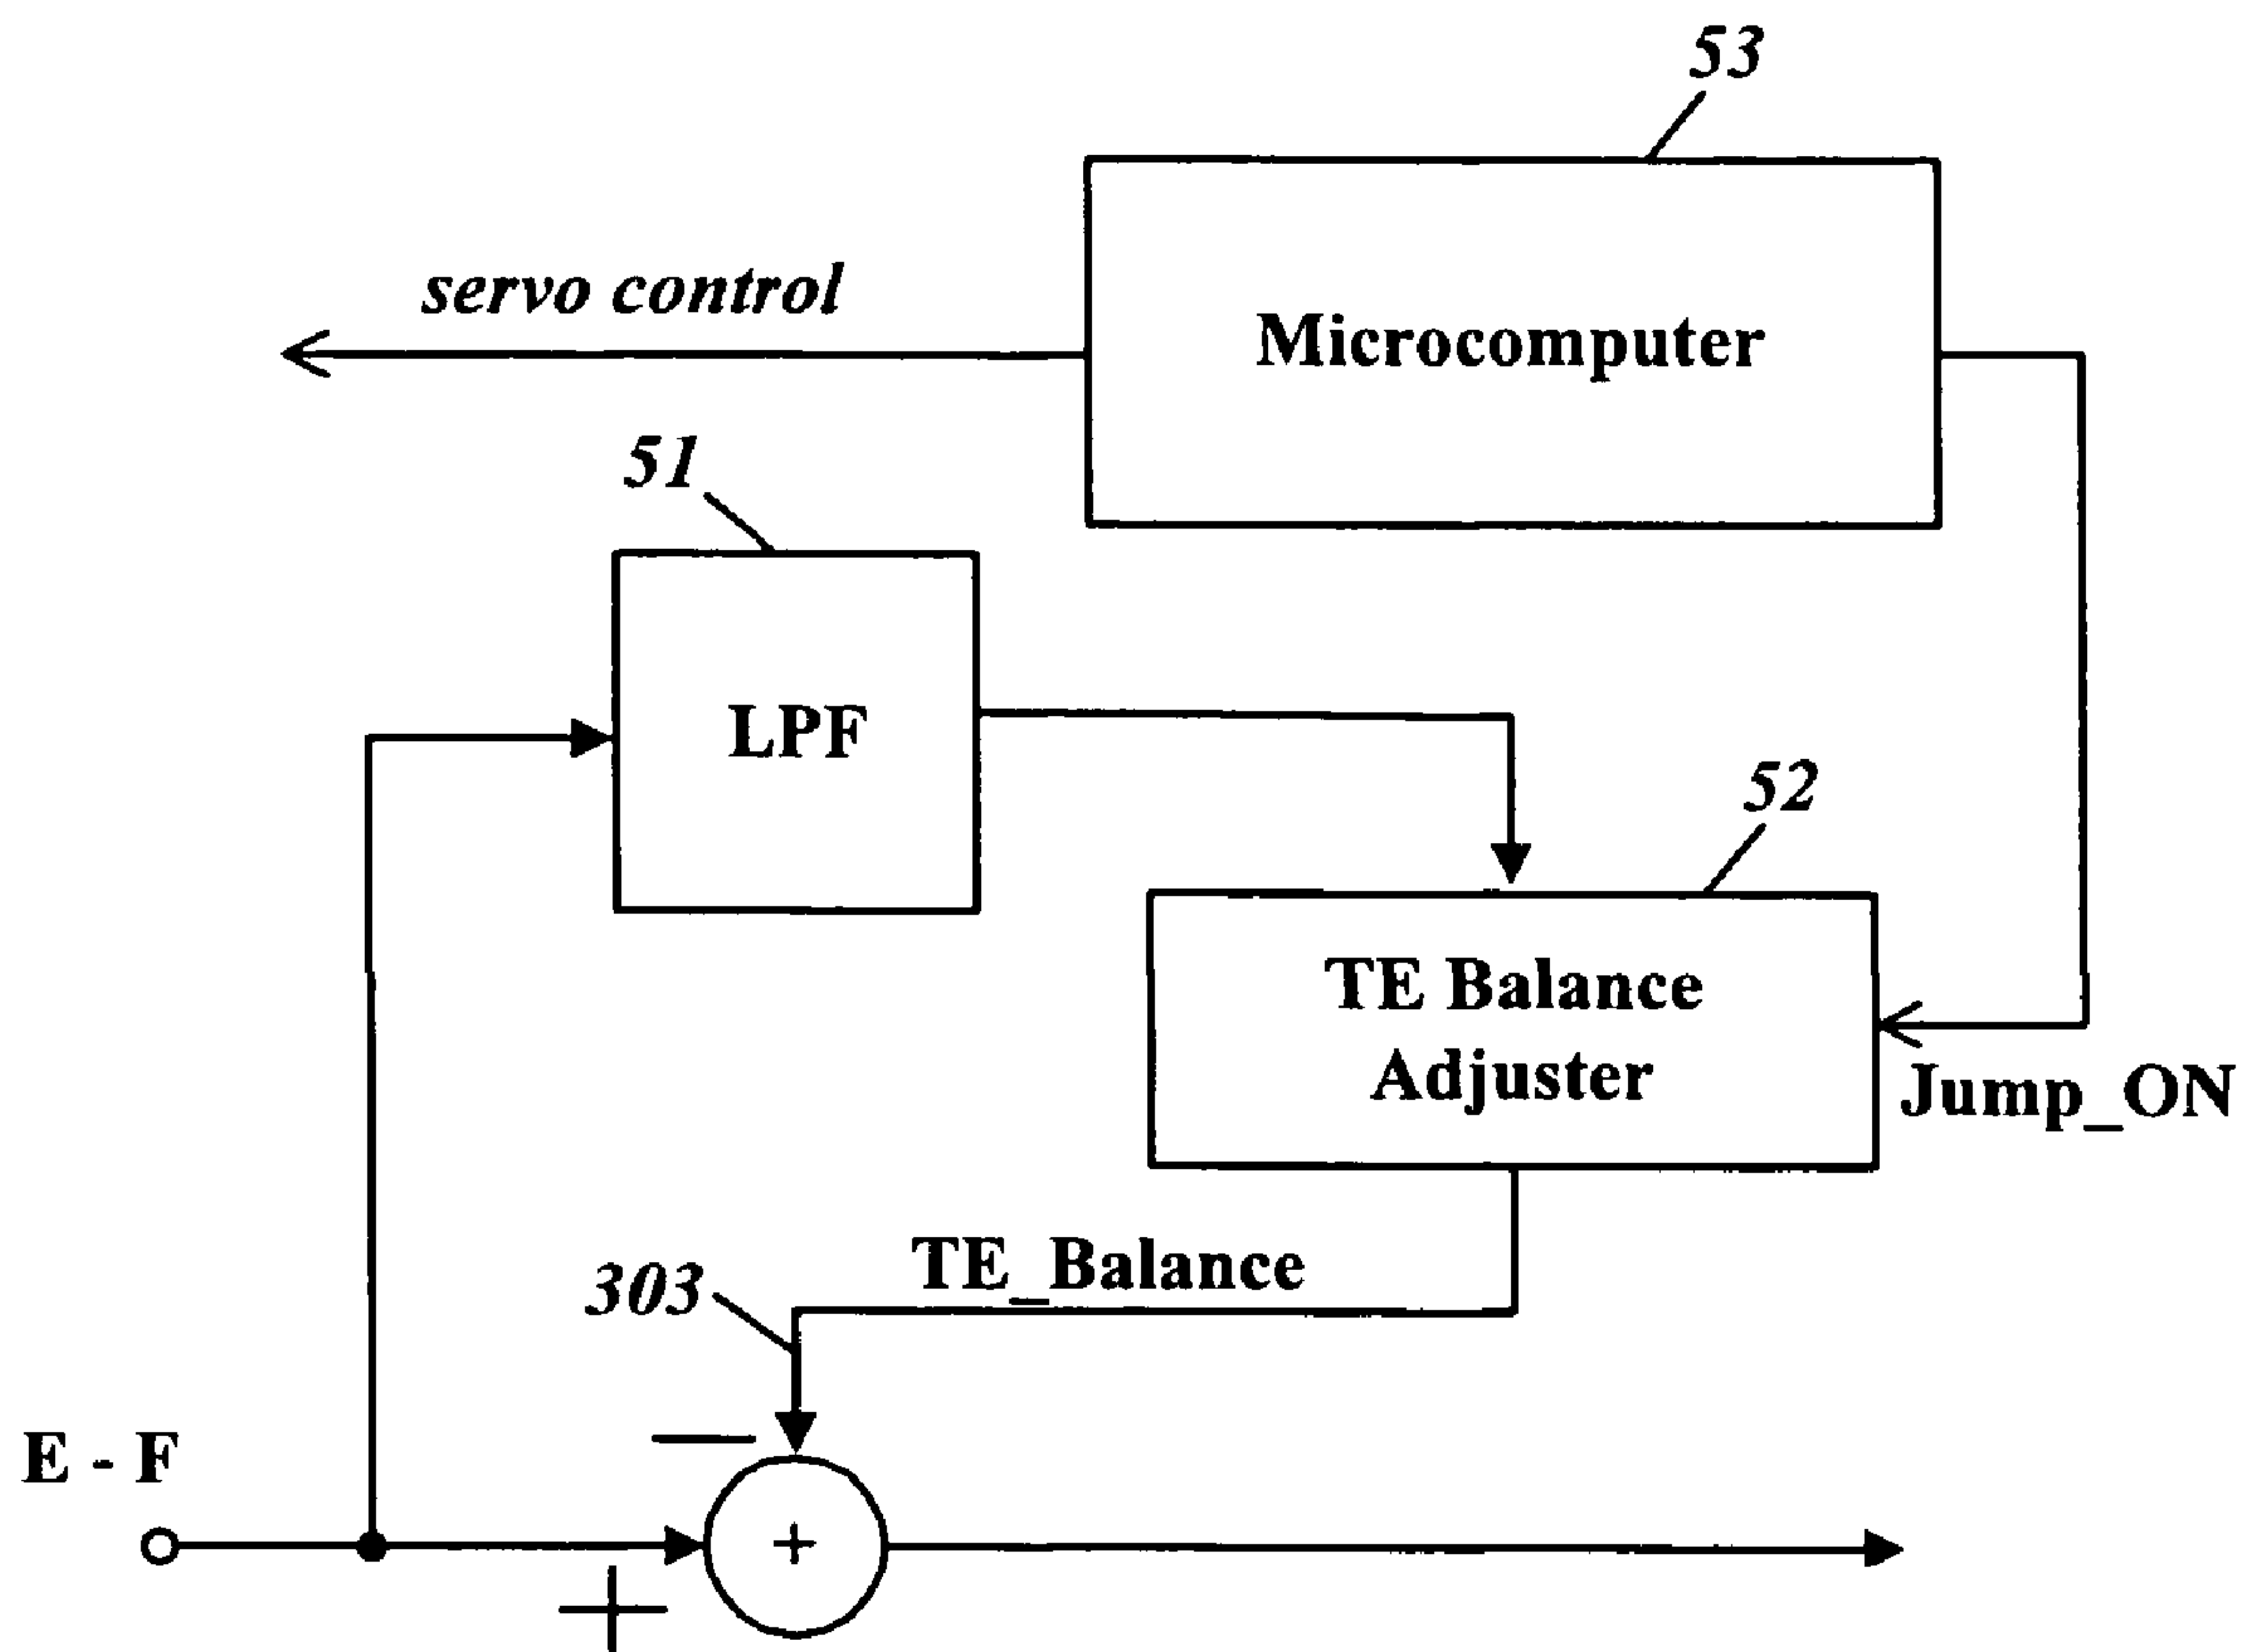 53
servo control
Microcomputer
51
LPF
52
TE Balance
Adjuster
Jump_ON
TE_Balance
303
E - F
−
+
+